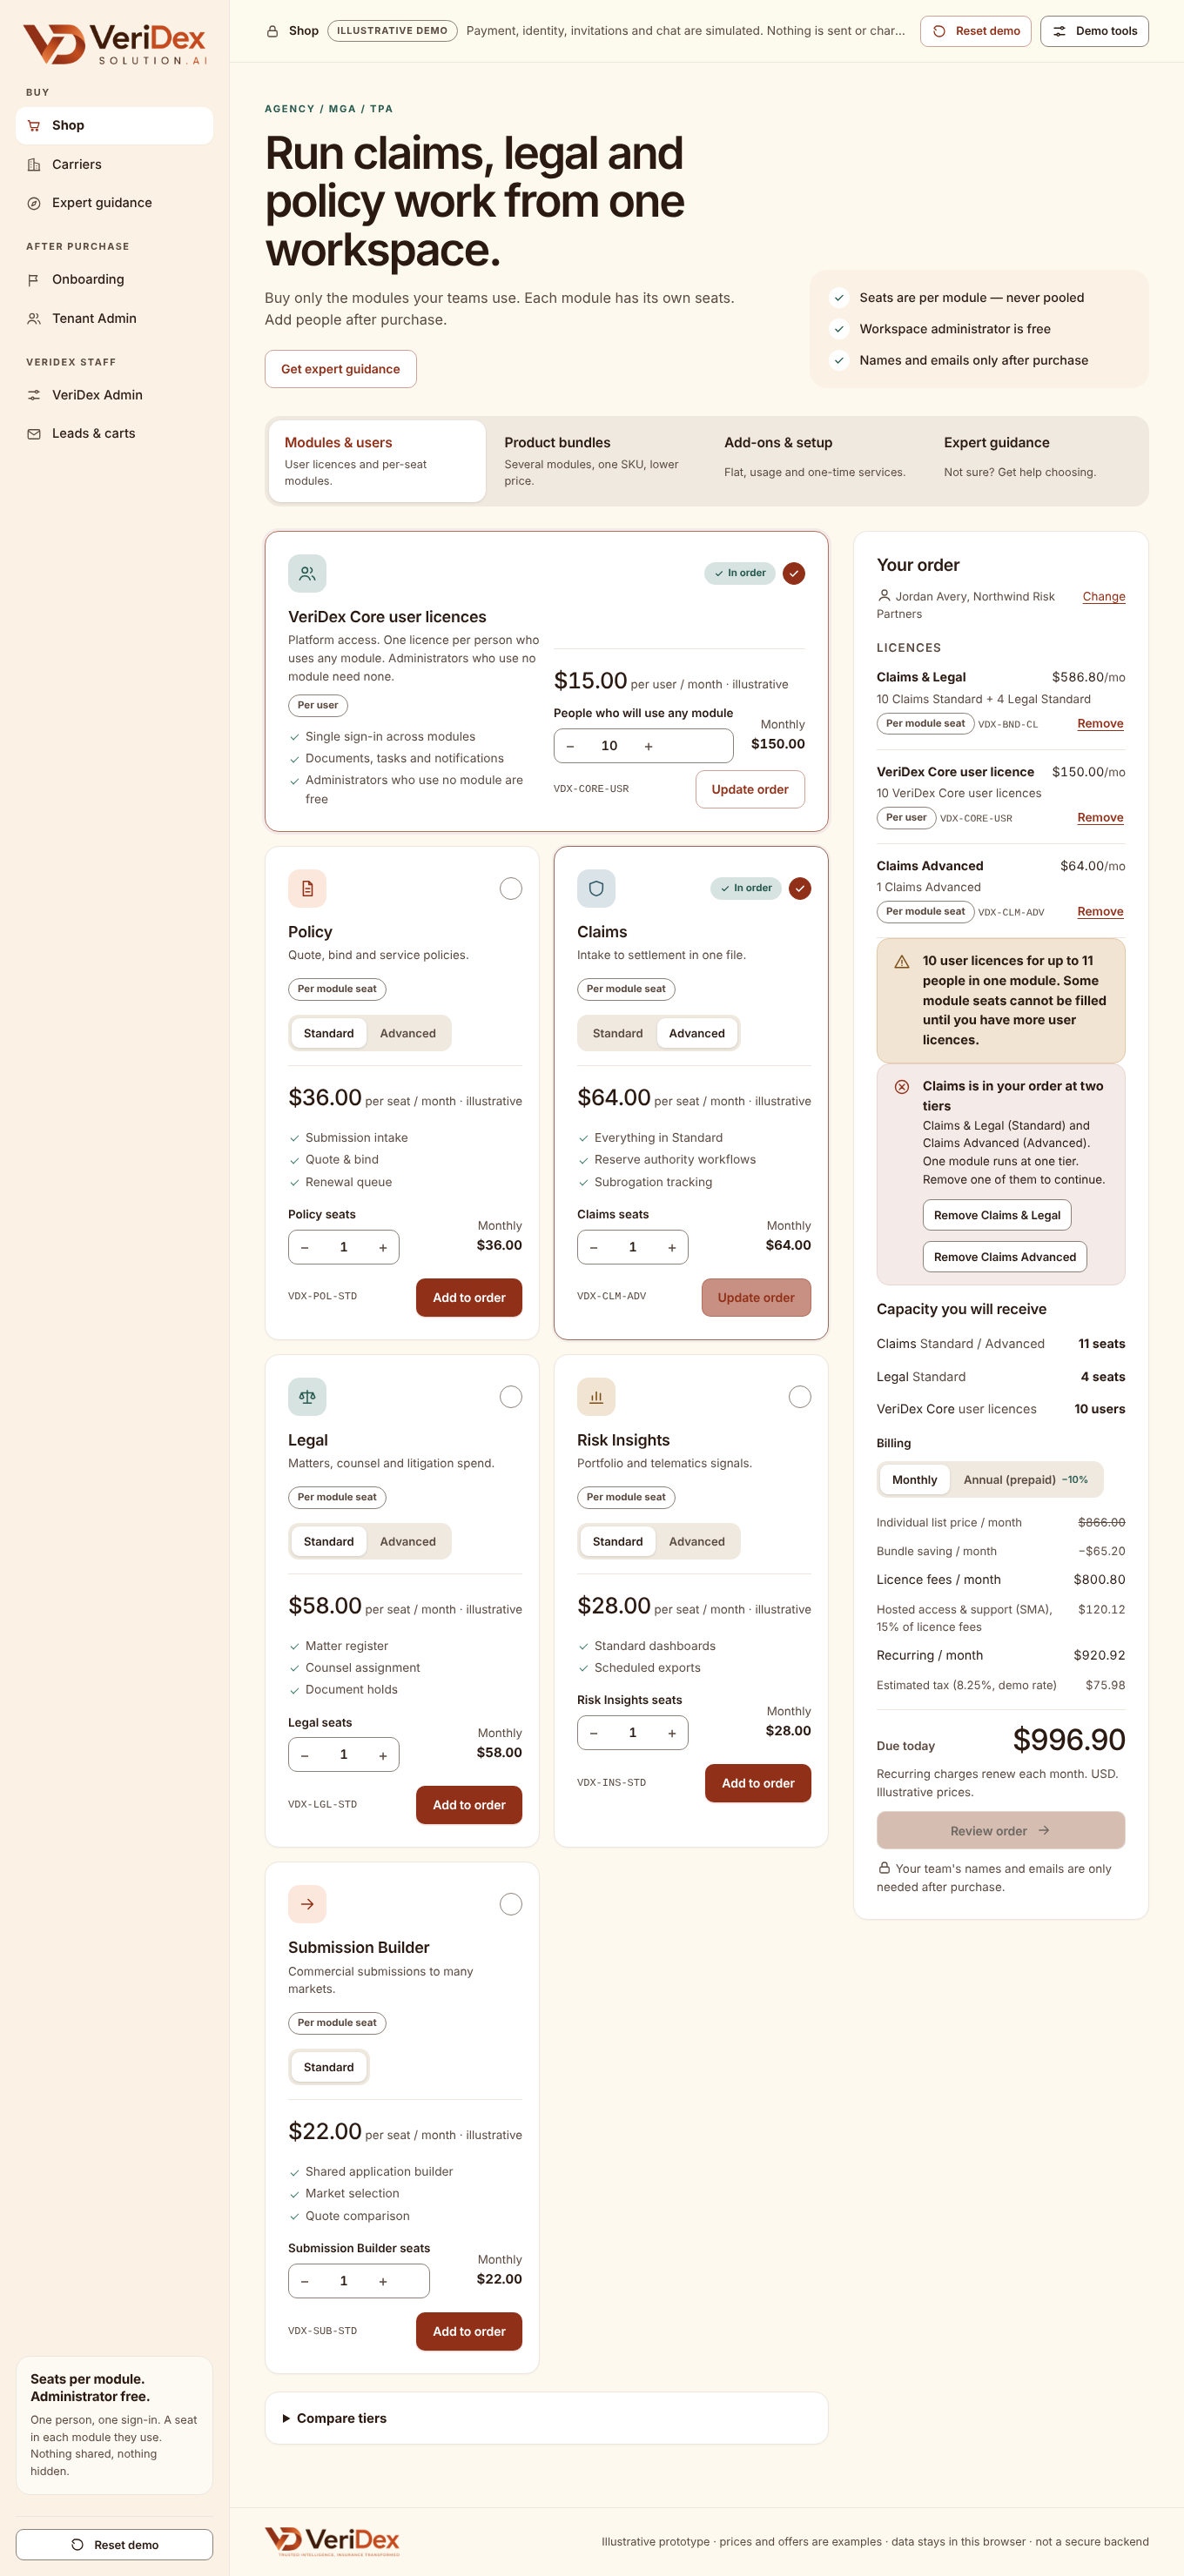 VeriDex
SOLUTION.AI
BUY
Shop
Carriers
Expert guidance
AFTER PURCHASE
Onboarding
Tenant Admin
VERIDEX STAFF
VeriDex Admin
Leads & carts
Seats per module.
Administrator free.
One person, one sign-in. A seat
in each module they use.
Nothing shared, nothing
hidden.
Reset demo
Shop
ILLUSTRATIVE DEMO
Payment, identity, invitations and chat are simulated. Nothing is sent or char...
Reset demo
Demo tools
AGENCY / MGA / TPA
Run claims, legal and
policy work from one
workspace.
Buy only the modules your teams use. Each module has its own seats.
Add people after purchase.
Get expert guidance
Seats are per module — never pooled
Workspace administrator is free
Names and emails only after purchase
Modules & users
User licences and per-seat
modules.
Product bundles
Several modules, one SKU, lower
price.
Add-ons & setup
Flat, usage and one-time services.
Expert guidance
Not sure? Get help choosing.
In order
VeriDex Core user licences
Platform access. One licence per person who
uses any module. Administrators who use no
module need none.
Per user
Single sign-in across modules
Documents, tasks and notifications
Administrators who use no module are
free
$15.00 per user / month · illustrative
People who will use any module
− 10 +
Monthly
$150.00
VDX-CORE-USR
Update order
Policy
Quote, bind and service policies.
Per module seat
Standard Advanced
$36.00 per seat / month · illustrative
Submission intake
Quote & bind
Renewal queue
Policy seats
− 1 +
Monthly
$36.00
VDX-POL-STD
Add to order
In order
Claims
Intake to settlement in one file.
Per module seat
Standard Advanced
$64.00 per seat / month · illustrative
Everything in Standard
Reserve authority workflows
Subrogation tracking
Claims seats
− 1 +
Monthly
$64.00
VDX-CLM-ADV
Update order
Legal
Matters, counsel and litigation spend.
Per module seat
Standard Advanced
$58.00 per seat / month · illustrative
Matter register
Counsel assignment
Document holds
Legal seats
− 1 +
Monthly
$58.00
VDX-LGL-STD
Add to order
Risk Insights
Portfolio and telematics signals.
Per module seat
Standard Advanced
$28.00 per seat / month · illustrative
Standard dashboards
Scheduled exports
Risk Insights seats
− 1 +
Monthly
$28.00
VDX-INS-STD
Add to order
Submission Builder
Commercial submissions to many
markets.
Per module seat
Standard
$22.00 per seat / month · illustrative
Shared application builder
Market selection
Quote comparison
Submission Builder seats
− 1 +
Monthly
$22.00
VDX-SUB-STD
Add to order
Compare tiers
Your order
Jordan Avery, Northwind Risk
Partners
Change
LICENCES
Claims & Legal $586.80/mo
10 Claims Standard + 4 Legal Standard
Per module seat VDX-BND-CL Remove
VeriDex Core user licence $150.00/mo
10 VeriDex Core user licences
Per user VDX-CORE-USR Remove
Claims Advanced $64.00/mo
1 Claims Advanced
Per module seat VDX-CLM-ADV Remove
10 user licences for up to 11
people in one module. Some
module seats cannot be filled
until you have more user
licences.
Claims is in your order at two
tiers
Claims & Legal (Standard) and
Claims Advanced (Advanced).
One module runs at one tier.
Remove one of them to continue.
Remove Claims & Legal
Remove Claims Advanced
Capacity you will receive
Claims Standard / Advanced 11 seats
Legal Standard 4 seats
VeriDex Core user licences 10 users
Billing
Monthly Annual (prepaid) −10%
Individual list price / month $866.00
Bundle saving / month −$65.20
Licence fees / month $800.80
Hosted access & support (SMA), $120.12
15% of licence fees
Recurring / month $920.92
Estimated tax (8.25%, demo rate) $75.98
Due today $996.90
Recurring charges renew each month. USD.
Illustrative prices.
Review order
Your team's names and emails are only
needed after purchase.
VeriDex
TRUSTED INTELLIGENCE. INSURANCE TRANSFORMED.
Illustrative prototype · prices and offers are examples · data stays in this browser · not a secure backend